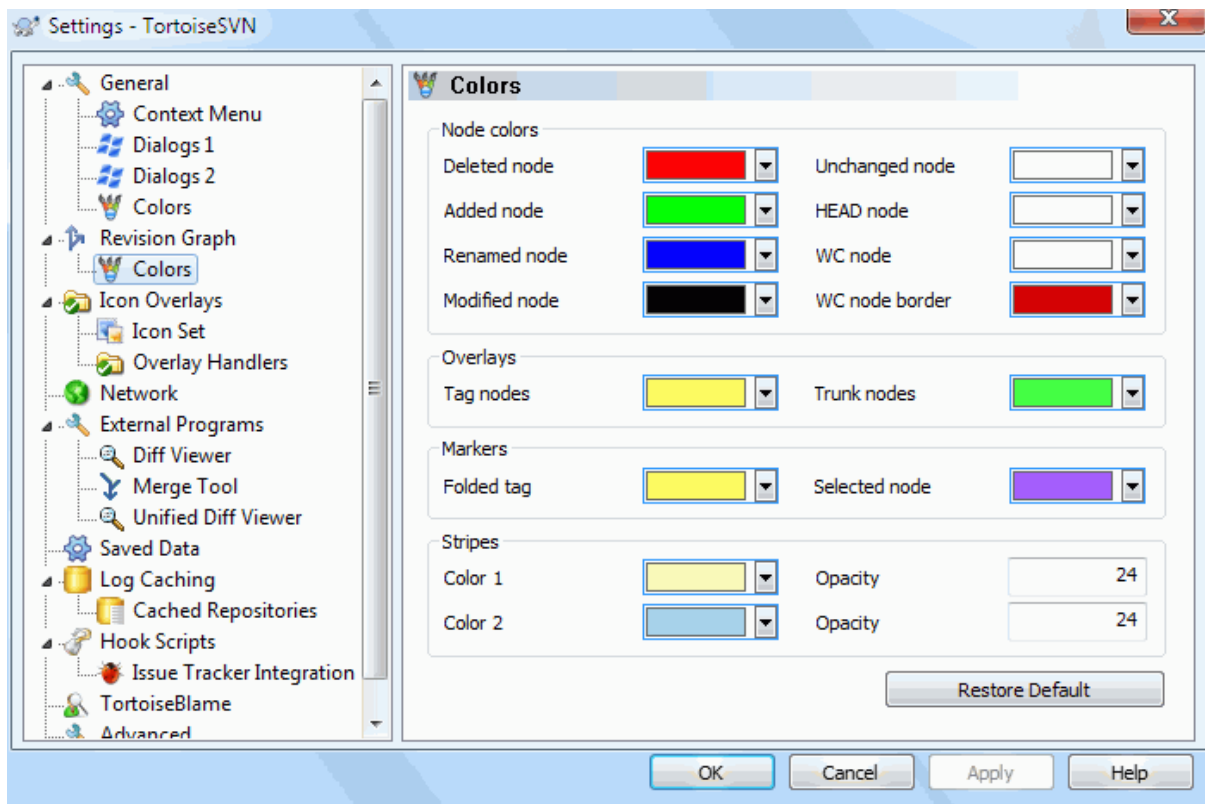 Settings - TortoiseSVN
General
Context Menu
Dialogs 1
Dialogs 2
Colors
Revision Graph
Colors
Icon Overlays
Icon Set
Overlay Handlers
Network
External Programs
Diff Viewer
Merge Tool
Unified Diff Viewer
Saved Data
Log Caching
Cached Repositories
Hook Scripts
Issue Tracker Integration
TortoiseBlame
Advanced
Colors
Node colors
Deleted node
Unchanged node
Added node
HEAD node
Renamed node
WC node
Modified node
WC node border
Overlays
Tag nodes
Trunk nodes
Markers
Folded tag
Selected node
Stripes
Color 1
Opacity 24
Color 2
Opacity 24
Restore Default
OK
Cancel
Apply
Help